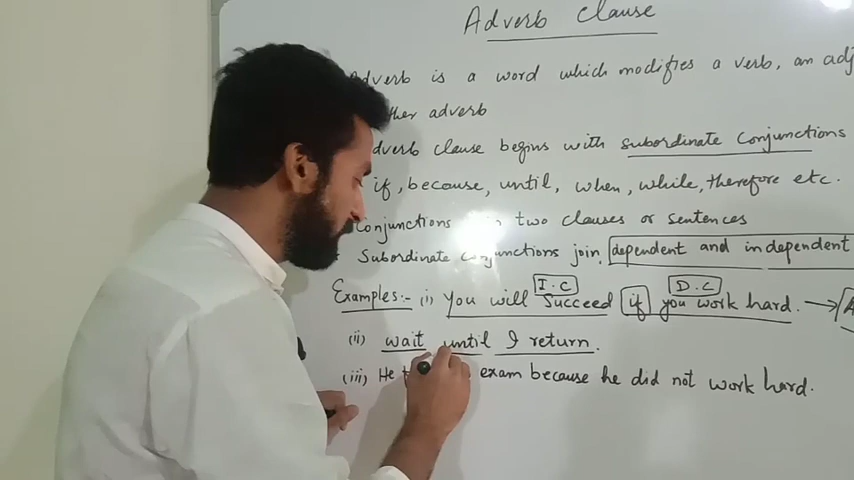 Adverb Clause
Adverb is a word which modifies a verb, an adj
adverb
clause begins with subordinate conjunctions
if, because, until, when, while, therefore etc.
Conjunctions in two clauses or sentences
Subordinate conjunctions join dependent and independent
I.C D.C
Examples:- (i) you will succeed if you work hard. → A
(ii) wait until I return.
(iii) He exam because he did not work hard.